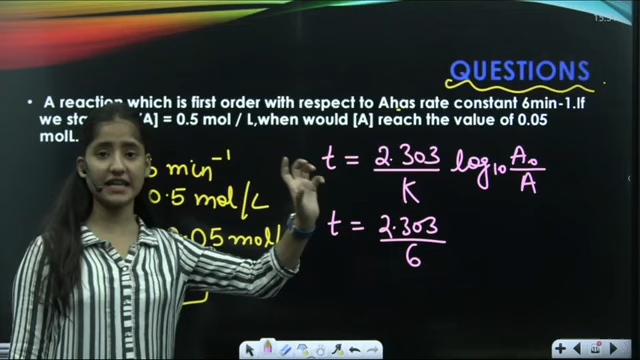 QUESTIONS
• A reaction which is first order with respect to Ahas rate constant 6min-1.If
we sta [A] = 0.5 mol / L,when would [A] reach the value of 0.05
molL.
min⁻¹
0.5 mol/L
.05 mol/
t = 2.303/K log₁₀ A₀/A
t = 2.303/6